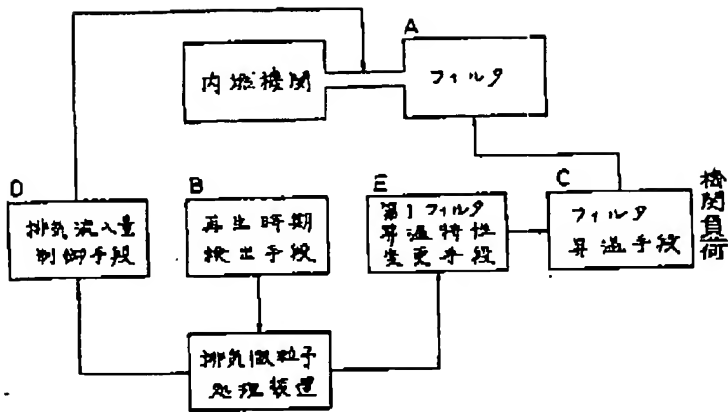 A
内燃機関
フィルタ
D
B
E
C
排気流入量
制御手段
再生時期
検出手段
第1フィルタ
昇温特性
変更手段
フィルタ
昇温手段
機関負荷
排気微粒子
処理装置